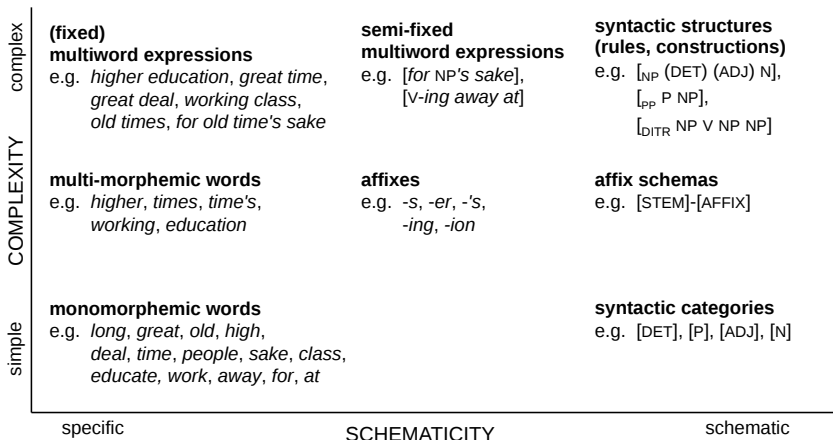 complex
(fixed)
multiword expressions
e.g. higher education, great time,
great deal, working class,
old times, for old time's sake
semi-fixed
multiword expressions
e.g. [for NP's sake],
[V-ing away at]
syntactic structures
(rules, constructions)
e.g. [NP (DET) (ADJ) N],
[PP P NP],
[DITR NP V NP NP]
COMPLEXITY
multi-morphemic words
e.g. higher, times, time's,
working, education
affixes
e.g. -s, -er, -'s,
-ing, -ion
affix schemas
e.g. [STEM]-[AFFIX]
simple
monomorphemic words
e.g. long, great, old, high,
deal, time, people, sake, class,
educate, work, away, for, at
syntactic categories
e.g. [DET], [P], [ADJ], [N]
specific
SCHEMATICITY
schematic